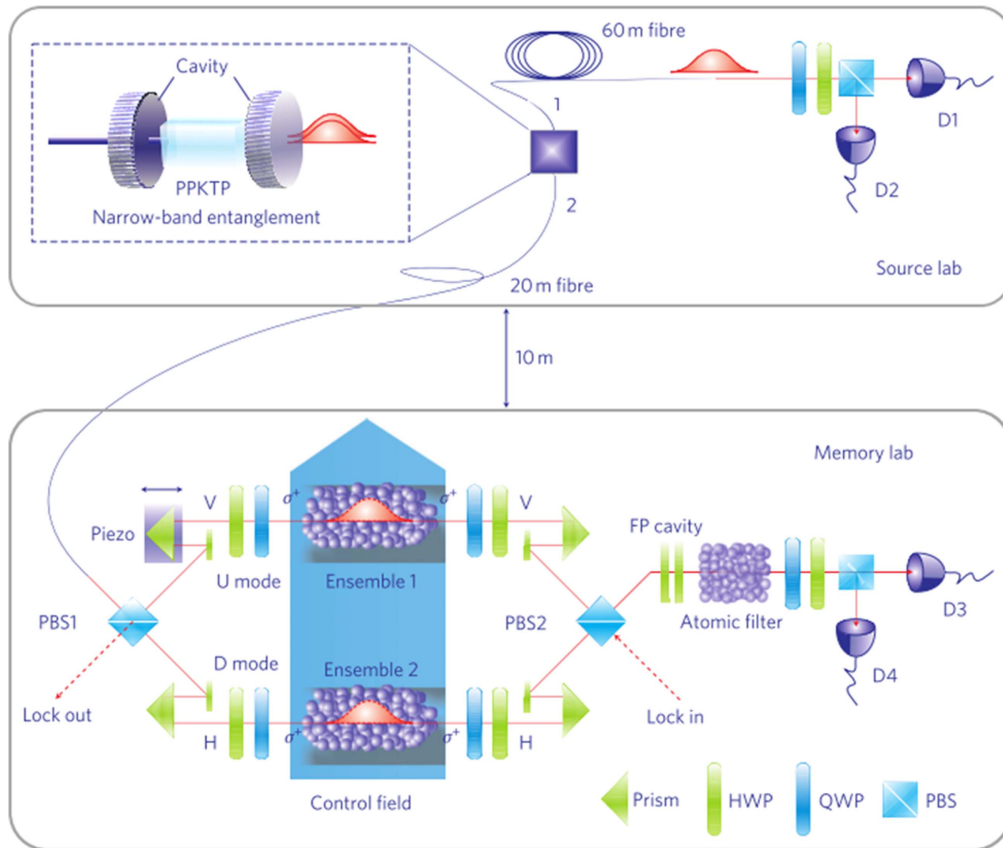 Cavity
PPKTP
Narrow-band entanglement
60 m fibre
1
2
D1
D2
Source lab
20 m fibre
10 m
Memory lab
Piezo
V
σ+
σ+
V
U mode
Ensemble 1
FP cavity
PBS1
PBS2
Atomic filter
D3
D mode
Ensemble 2
D4
Lock out
H
σ+
σ+
H
Lock in
Control field
Prism
HWP
QWP
PBS